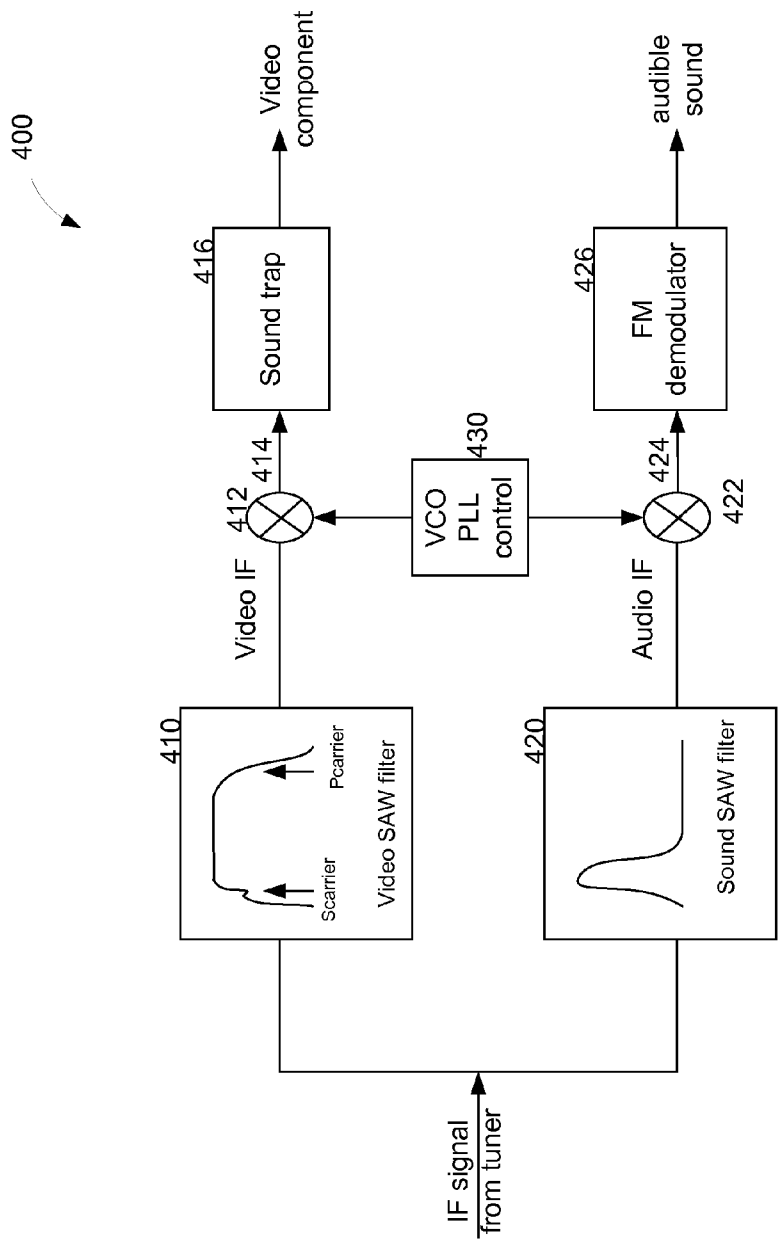 400
IF signal
from tuner
410
Scarrier
Pcarrier
Video SAW filter
Video IF
412
414
416
Sound trap
Video
component
VCO
PLL
control
430
420
Sound SAW filter
Audio IF
422
424
426
FM
demodulator
audible
sound